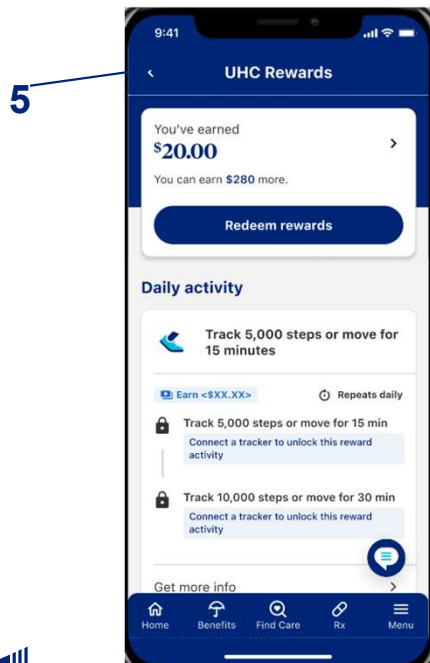 9:41
UHC Rewards
5
You've earned
$20.00
You can earn $280 more.
Redeem rewards
Daily activity
Track 5,000 steps or move for
15 minutes
Earn <$XX.XX>
Repeats daily
Track 5,000 steps or move for 15 min
Connect a tracker to unlock this reward
activity
Track 10,000 steps or move for 30 min
Connect a tracker to unlock this reward
activity
Get more info
Home Benefits Find Care Rx Menu